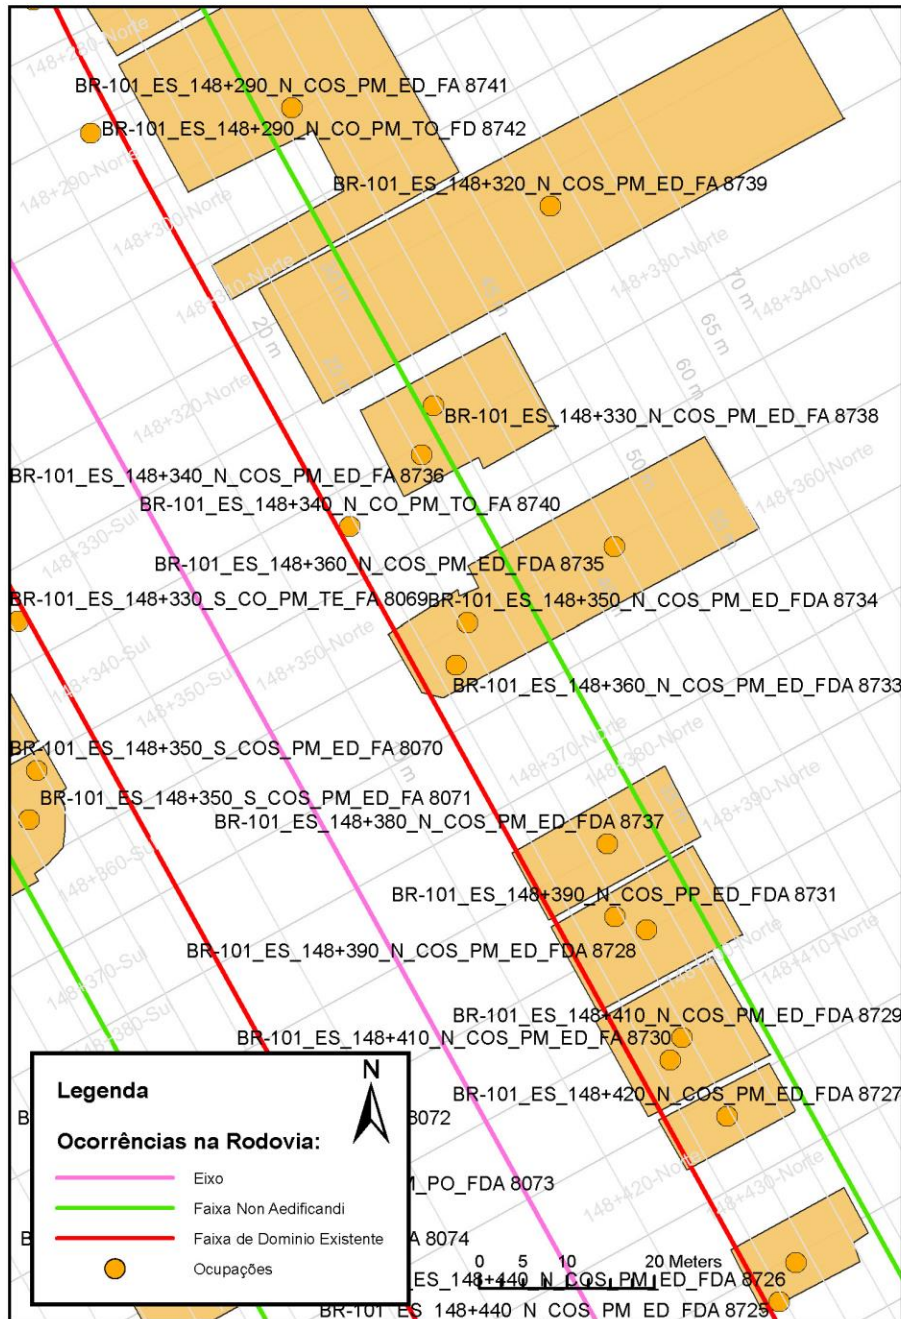 148+280-Norte
BR-101_ES_148+290_N_COS_PM_ED_FA 8741
BR-101_ES_148+290_N_CO_PM_TO_FD 8742
148+290-Norte
BR-101_ES_148+320_N_COS_PM_ED_FA 8739
148+300-Norte
148+310-Norte
148+330-Norte
148+340-Norte
70 m
65 m
20 m
60 m
148+320-Norte
BR-101_ES_148+330_N_COS_PM_ED_FA 8738
50 m
BR-101_ES_148+340_N_COS_PM_ED_FA 8736
148+360-Norte
BR-101_ES_148+340_N_CO_PM_TO_FA 8740
148+330-Sul
BR-101_ES_148+360_N_COS_PM_ED_FDA 8735
BR-101_ES_148+330_S_CO_PM_TE_FA 8069
BR-101_ES_148+350_N_COS_PM_ED_FDA 8734
148+340-Sul
148+350-Norte
148+350-Sul
BR-101_ES_148+360_N_COS_PM_ED_FDA 8733
BR-101_ES_148+350_S_COS_PM_ED_FA 8070
148+370-Norte
148+380-Norte
BR-101_ES_148+350_S_COS_PM_ED_FA 8071
148+390-Norte
BR-101_ES_148+380_N_COS_PM_ED_FDA 8737
148+360-Sul
BR-101_ES_148+390_N_COS_PP_ED_FDA 8731
BR-101_ES_148+390_N_COS_PM_ED_FDA 8728
148+370-Sul
148+410-Norte
BR-101_ES_148+410_N_COS_PM_ED_FDA 8729
148+380-Sul
BR-101_ES_148+410_N_COS_PM_ED_FA 8730
BR-101_ES_148+420_N_COS_PM_ED_FDA 8727
8072
PO_FDA 8073
148+420-Norte
148+430-Norte
A 8074
Legenda
N
Ocorrências na Rodovia:
Eixo
Faixa Non Aedificandi
Faixa de Dominio Existente
Ocupações
0 5 10 20 Meters
ES_148+440_N_COS_PM_ED_FDA 8726
BR-101_ES_148+440_N_COS_PM_ED_FDA 8725